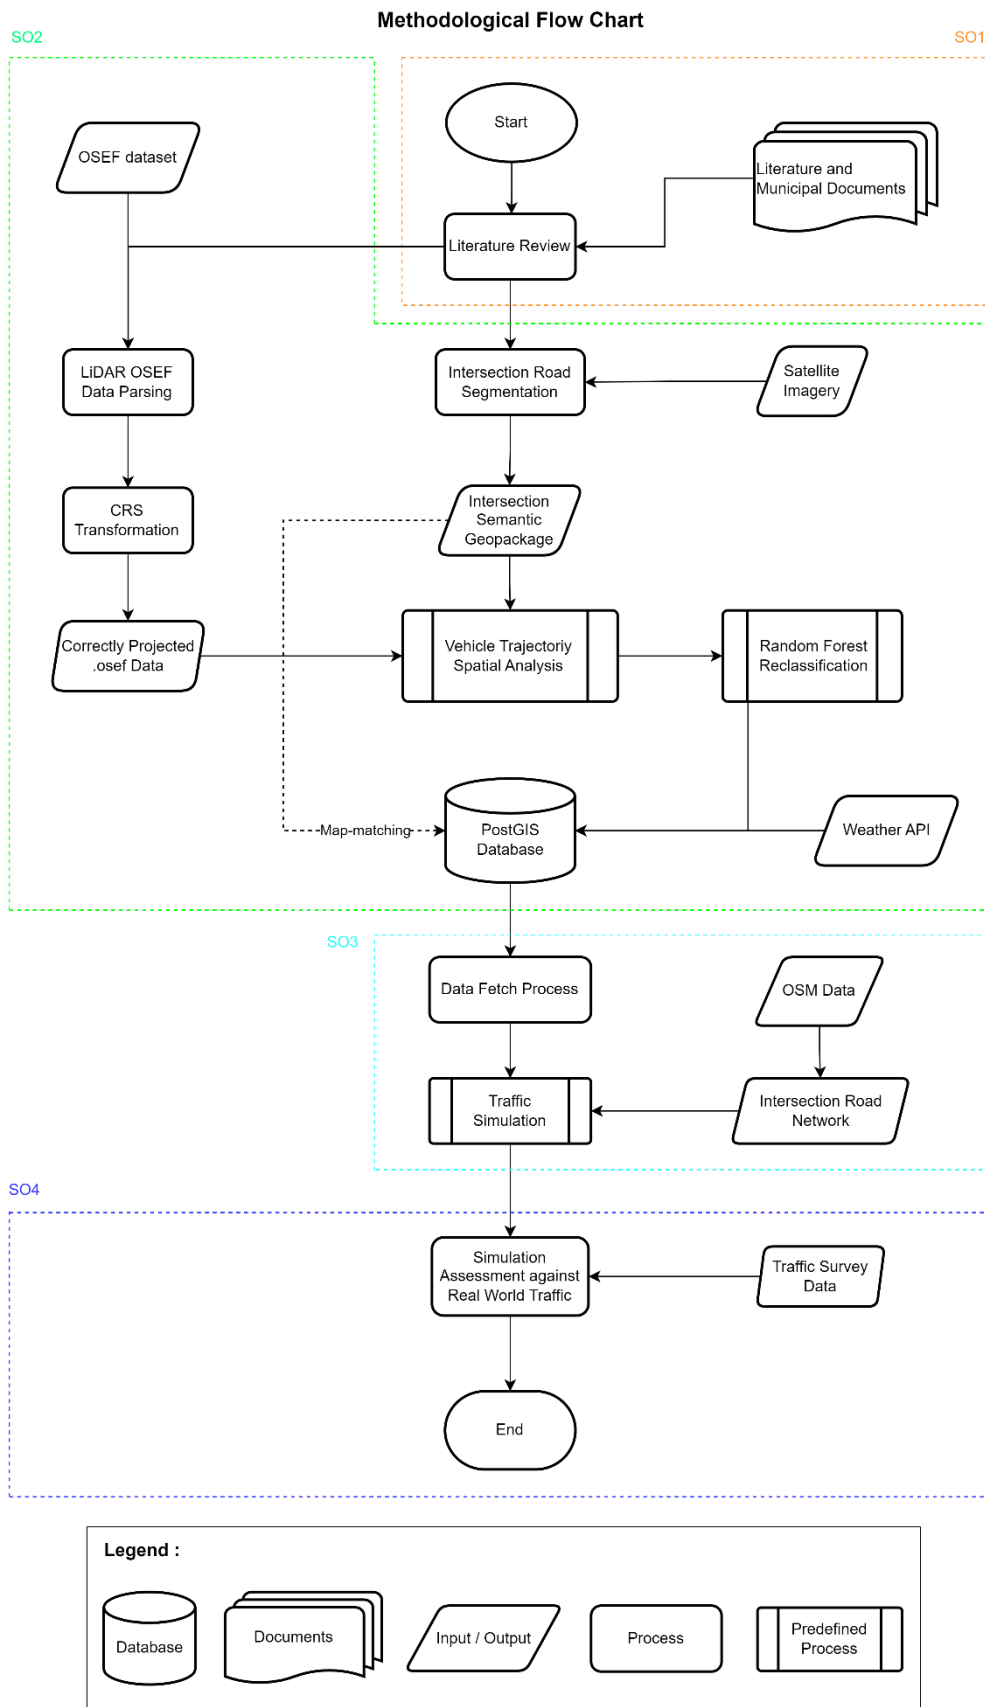 Methodological Flow Chart
SO2
SO1
Start
OSEF dataset
Literature and
Municipal Documents
Literature Review
LiDAR OSEF
Data Parsing
Intersection Road
Segmentation
Satellite
Imagery
CRS
Transformation
Intersection
Semantic
Geopackage
Correctly Projected
.osef Data
Vehicle Trajectoriy
Spatial Analysis
Random Forest
Reclassification
Map-matching
PostGIS
Database
Weather API
SO3
Data Fetch Process
OSM Data
Traffic
Simulation
Intersection Road
Network
SO4
Simulation
Assessment against
Real World Traffic
Traffic Survey
Data
End
Legend :
Database
Documents
Input / Output
Process
Predefined
Process